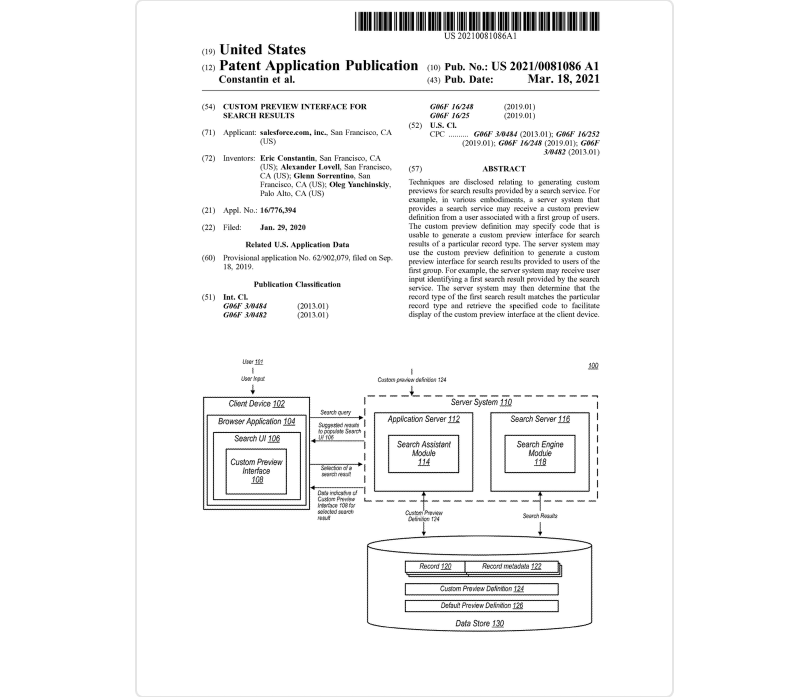 US 20210081086A1
(19) United States
(12) Patent Application Publication
Constantin et al.
(10) Pub. No.: US 2021/0081086 A1
(43) Pub. Date: Mar. 18, 2021
(54) CUSTOM PREVIEW INTERFACE FOR
SEARCH RESULTS
(71) Applicant: salesforce.com, inc., San Francisco, CA
(US)
(72) Inventors: Eric Constantin, San Francisco, CA
(US); Alexander Lovell, San Francisco,
CA (US); Glenn Sorrentino, San
Francisco, CA (US); Oleg Yanchinskiy,
Palo Alto, CA (US)
(21) Appl. No.: 16/776,394
(22) Filed: Jan. 29, 2020
Related U.S. Application Data
(60) Provisional application No. 62/902,079, filed on Sep.
18, 2019.
Publication Classification
(51) Int. Cl.
G06F 3/0484 (2013.01)
G06F 3/0482 (2013.01)
G06F 16/248 (2019.01)
G06F 16/25 (2019.01)
(52) U.S. Cl.
CPC .......... G06F 3/0484 (2013.01); G06F 16/252
(2019.01); G06F 16/248 (2019.01); G06F
3/0482 (2013.01)
(57) ABSTRACT
Techniques are disclosed relating to generating custom
previews for search results provided by a search service. For
example, in various embodiments, a server system that
provides a search service may receive a custom preview
definition from a user associated with a first group of users.
The custom preview definition may specify code that is
usable to generate a custom preview interface for search
results of a particular record type. The server system may
use the custom preview definition to generate a custom
preview interface for search results provided to users of the
first group. For example, the server system may receive user
input identifying a first search result provided by the search
service. The server system may then determine that the
record type of the first search result matches the particular
record type and retrieve the specified code to facilitate
display of the custom preview interface at the client device.
100
User 101
User Input
Client Device 102
Browser Application 104
Search UI 106
Custom Preview
Interface
108
Search query
Suggested results
to populate Search
UI 106
Selection of a
search result
Data indicative of
Custom Preview
Interface 108 for
selected search
result
Custom preview definition 124
Server System 110
Application Server 112
Search Assistant
Module
114
Search Server 116
Search Engine
Module
118
Custom Preview
Definition 124
Search Results
Record 120
Record metadata 122
Custom Preview Definition 124
Default Preview Definition 126
Data Store 130